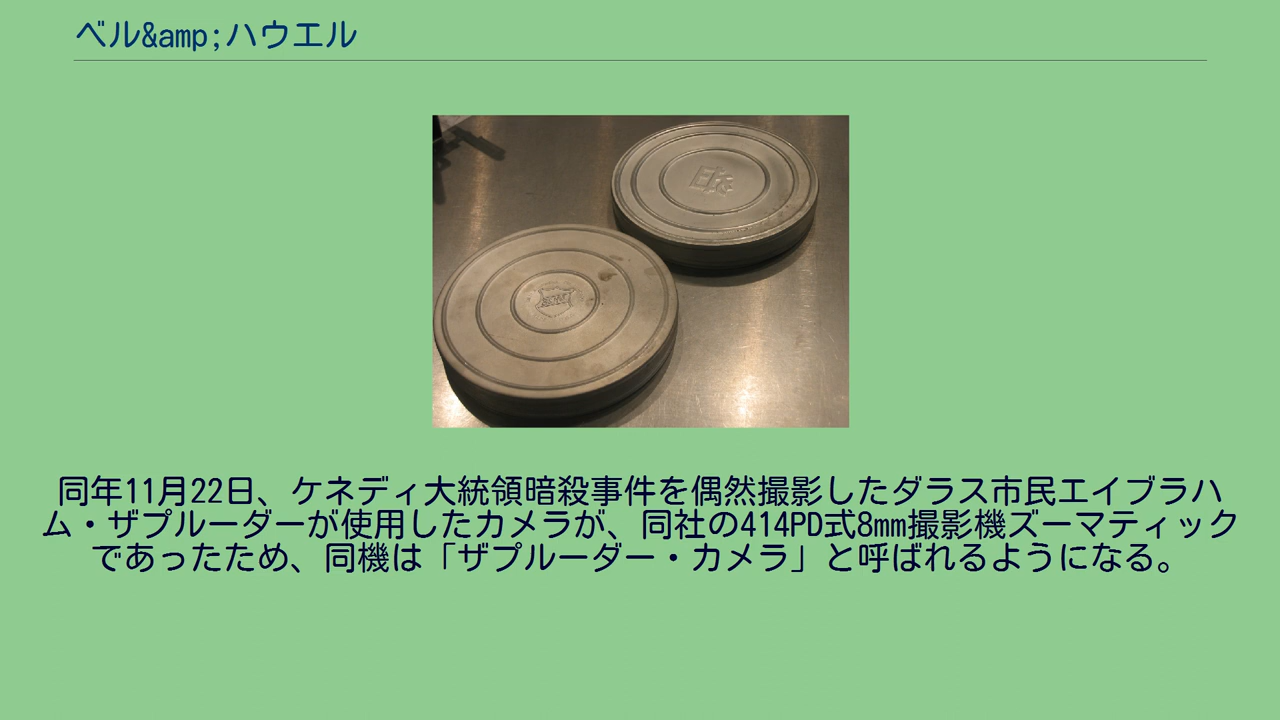 ベル&amp;ハウエル
同年11月22日、ケネディ大統領暗殺事件を偶然撮影したダラス市民エイブラハ
ム・ザプルーダーが使用したカメラが、同社の414PD式8mm撮影機ズーマティック
であったため、同機は「ザプルーダー・カメラ」と呼ばれるようになる。